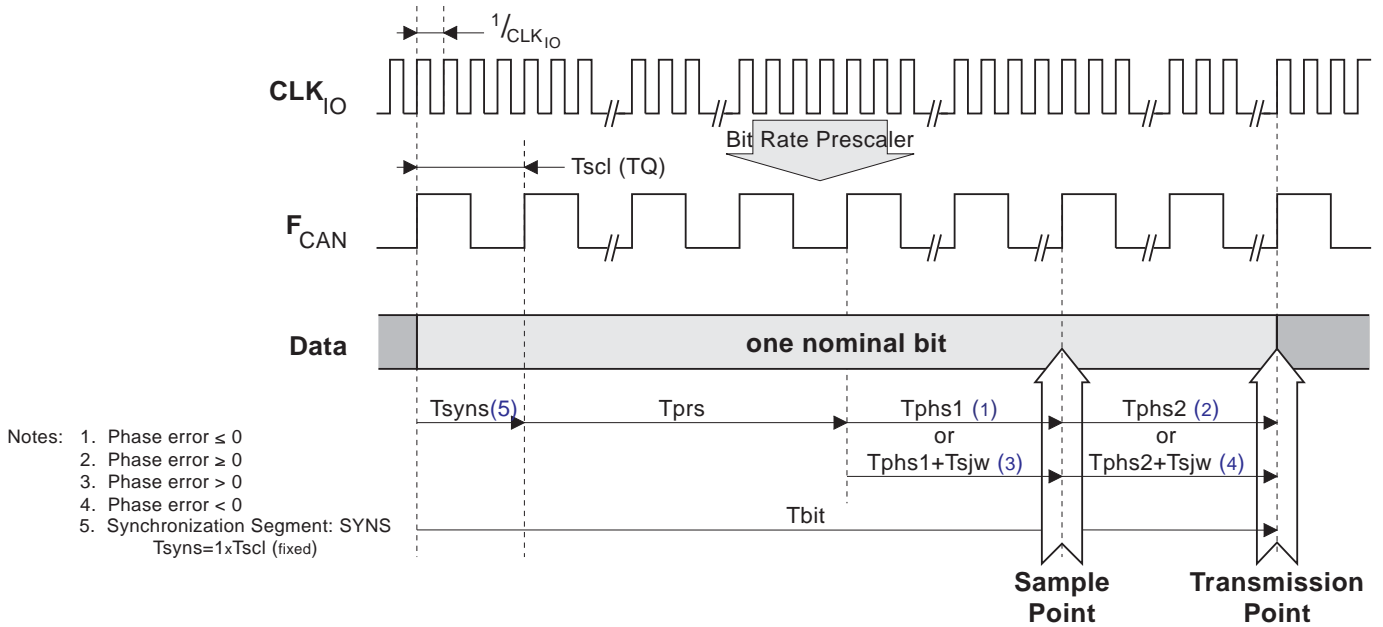 1/CLKIO
CLKIO
Bit Rate Prescaler
Tscl (TQ)
FCAN
Data
one nominal bit
Tsyns(5)
Tprs
Tphs1 (1)
Tphs2 (2)
or
or
Tphs1+Tsjw (3)
Tphs2+Tsjw (4)
Tbit
Notes: 1. Phase error ≤ 0
2. Phase error ≥ 0
3. Phase error > 0
4. Phase error < 0
5. Synchronization Segment: SYNS
Tsyns=1xTscl (fixed)
Sample
Point
Transmission
Point